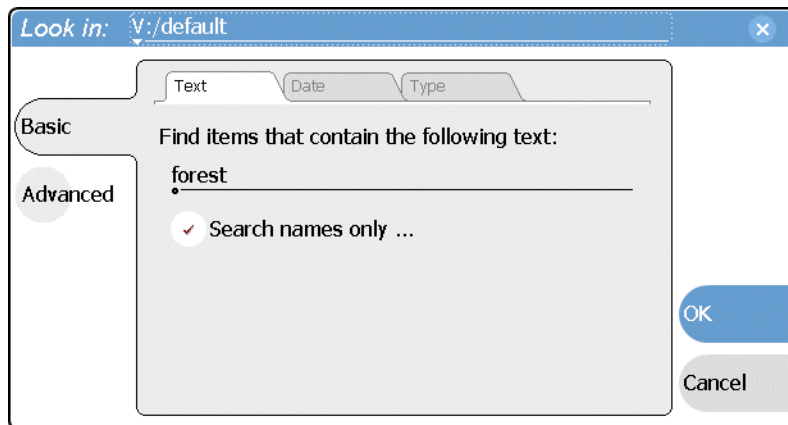 Look in: V:/default
Text Date Type
Basic
Find items that contain the following text:
forest
Advanced
Search names only ...
OK
Cancel